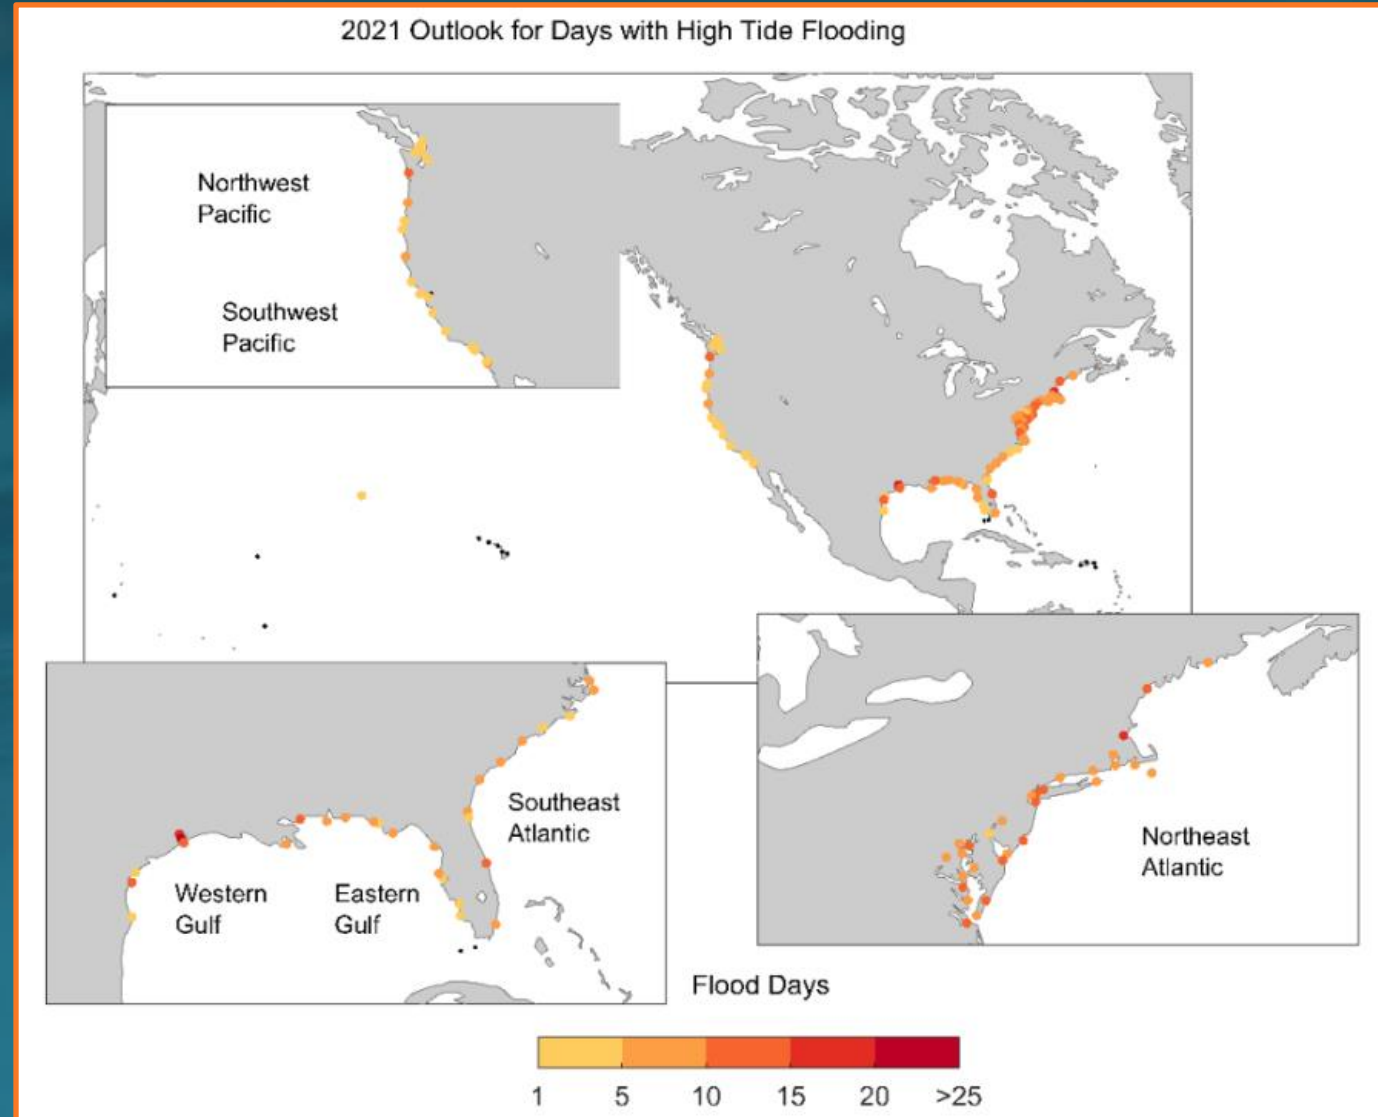 2021 Outlook for Days with High Tide Flooding
Northwest
Pacific
Southwest
Pacific
Southeast
Atlantic
Western
Gulf
Eastern
Gulf
Northeast
Atlantic
Flood Days
1 5 10 15 20 >25